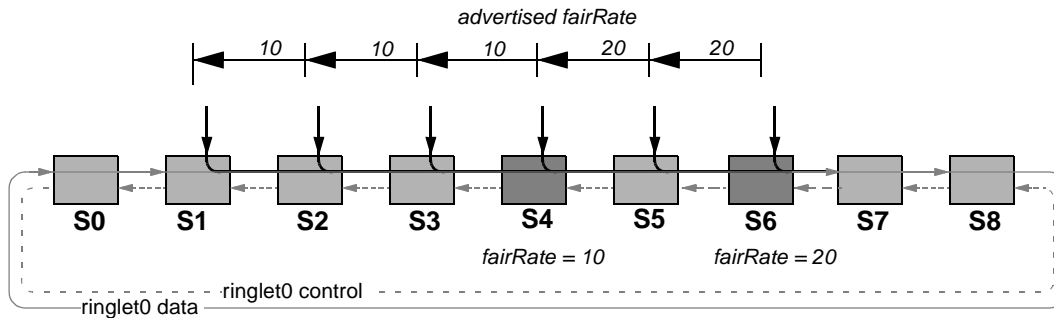 advertised fairRate
10 10 10 20 20
S0 S1 S2 S3 S4 S5 S6 S7 S8
fairRate = 10 fairRate = 20
ringlet0 control
ringlet0 data